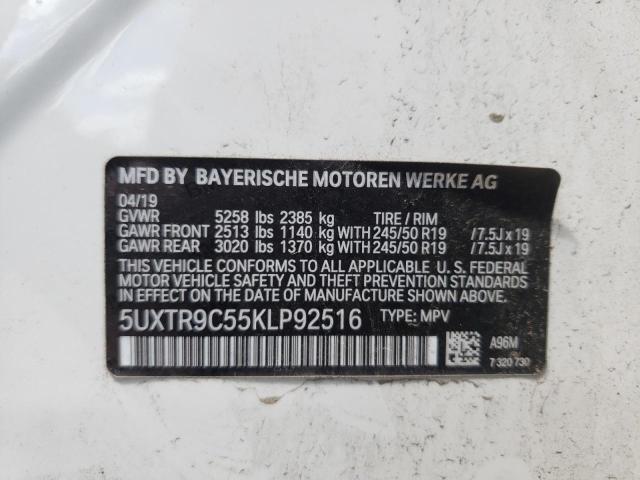 MFD BY BAYERISCHE MOTOREN WERKE AG
04/19
GVWR 5258 lbs 2385 kg TIRE / RIM
GAWR FRONT 2513 lbs 1140 kg WITH 245/50 R19 /7.5J x 19
GAWR REAR 3020 lbs 1370 kg WITH 245/50 R19 /7.5J x 19
THIS VEHICLE CONFORMS TO ALL APPLICABLE U.S. FEDERAL
MOTOR VEHICLE SAFETY AND THEFT PREVENTION STANDARDS
IN EFFECT ON THE DATE OF MANUFACTURE SHOWN ABOVE.
5UXTR9C55KLP92516 TYPE: MPV
A96M
7 320 730